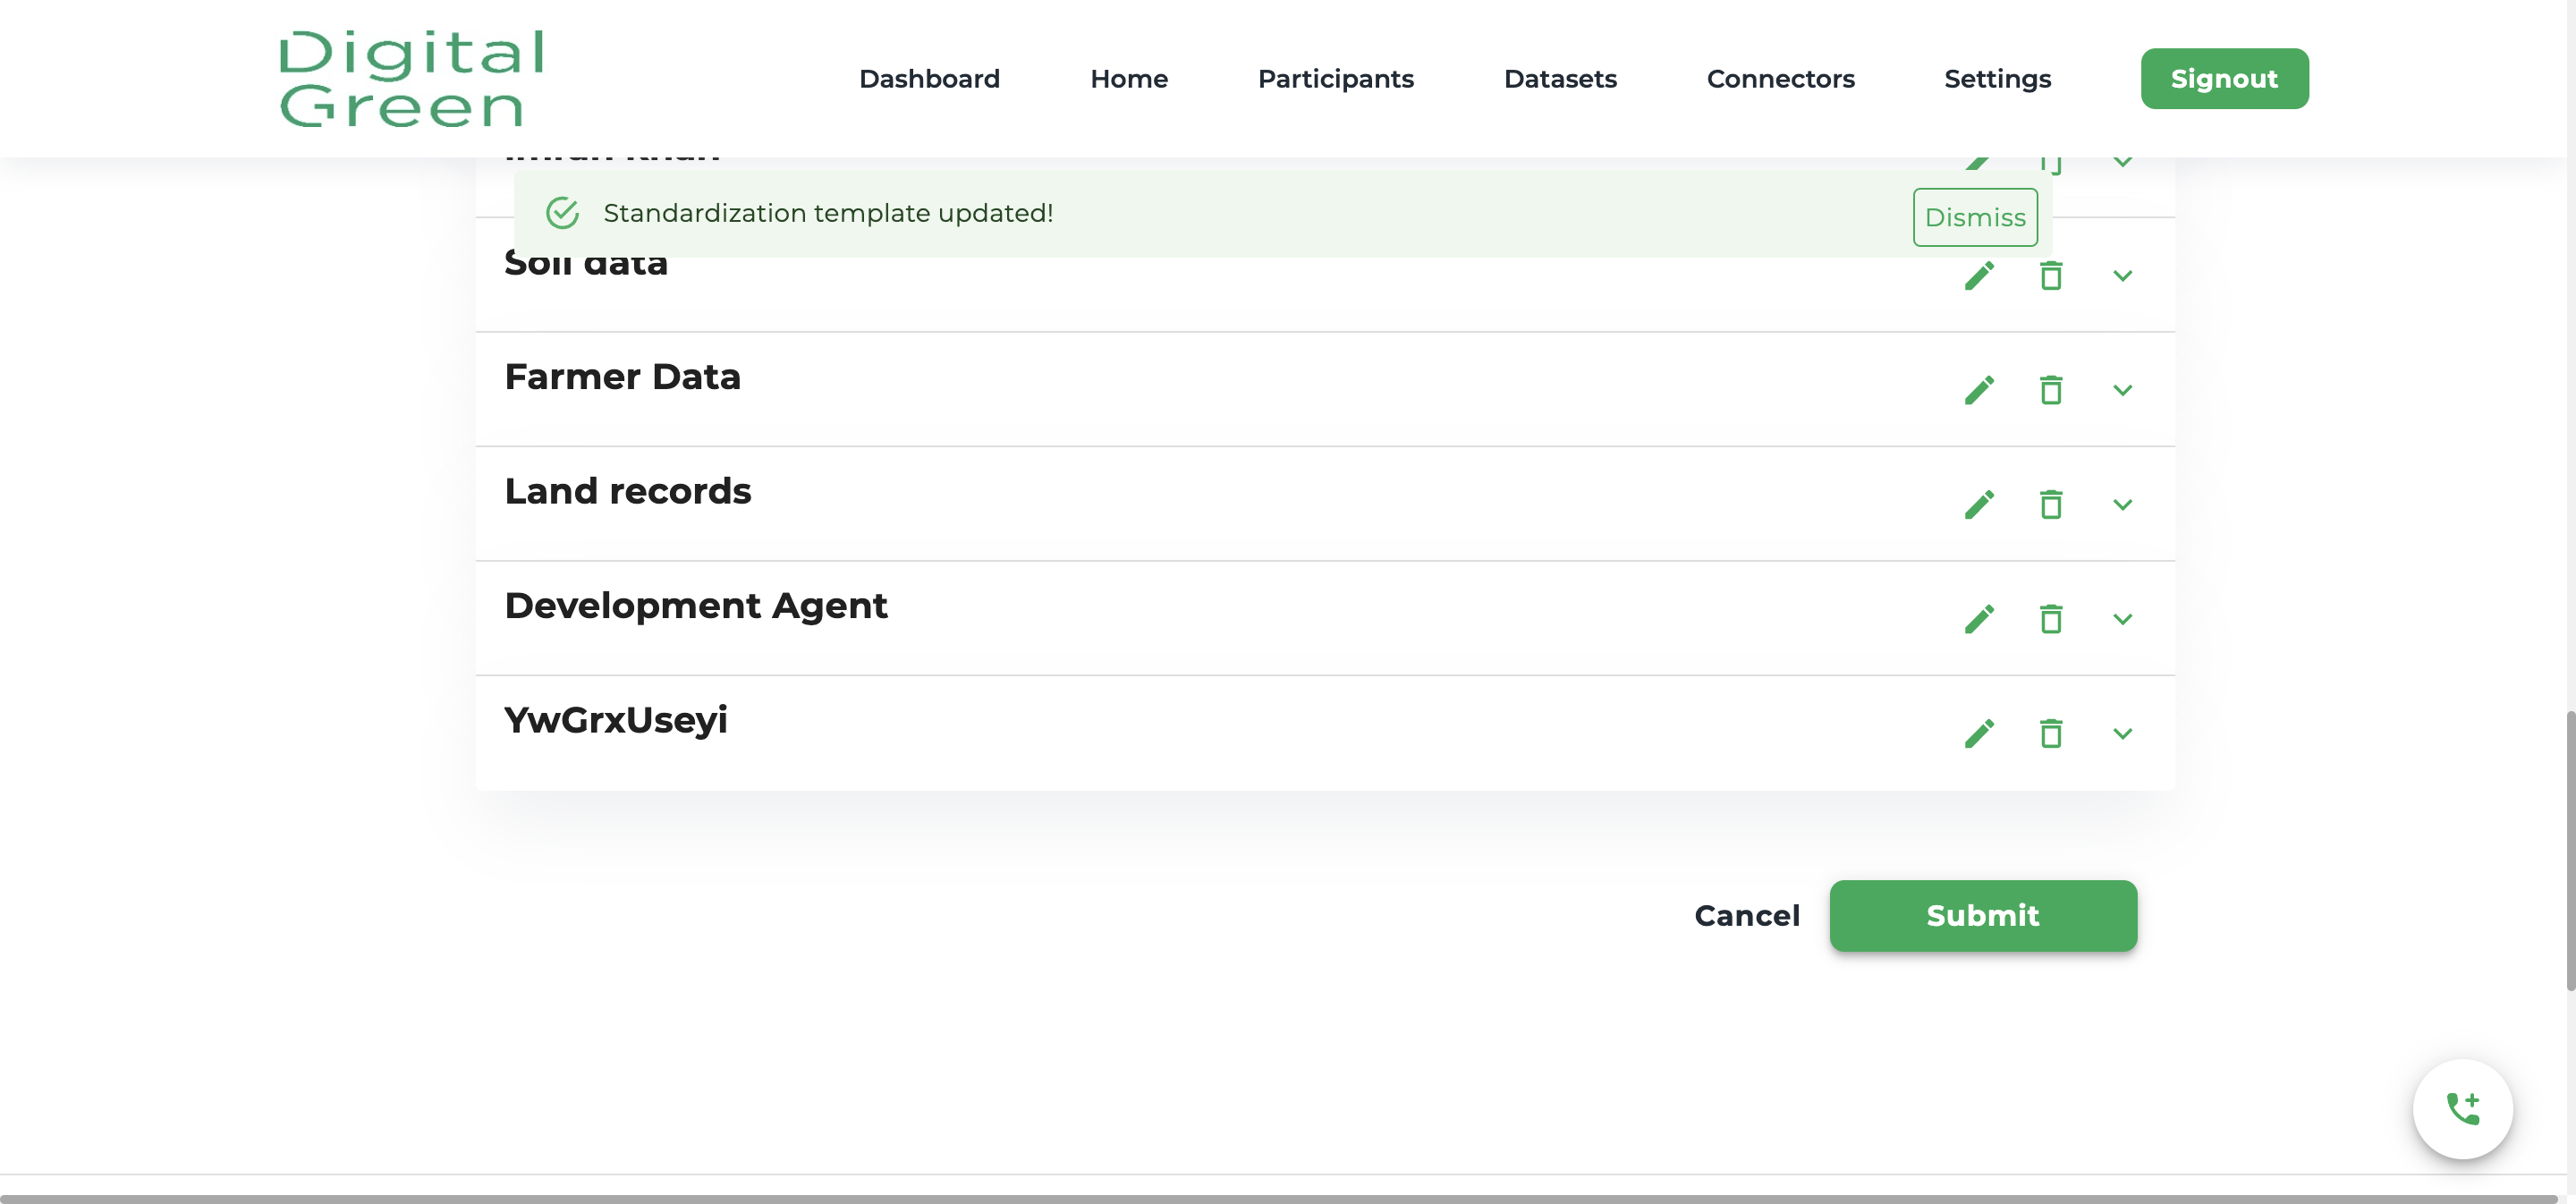 Digital
Green
Dashboard
Home
Participants
Datasets
Connectors
Settings
Signout
Standardization template updated!
Dismiss
Soil data
Farmer Data
Land records
Development Agent
YwGrxUseyi
Cancel
Submit